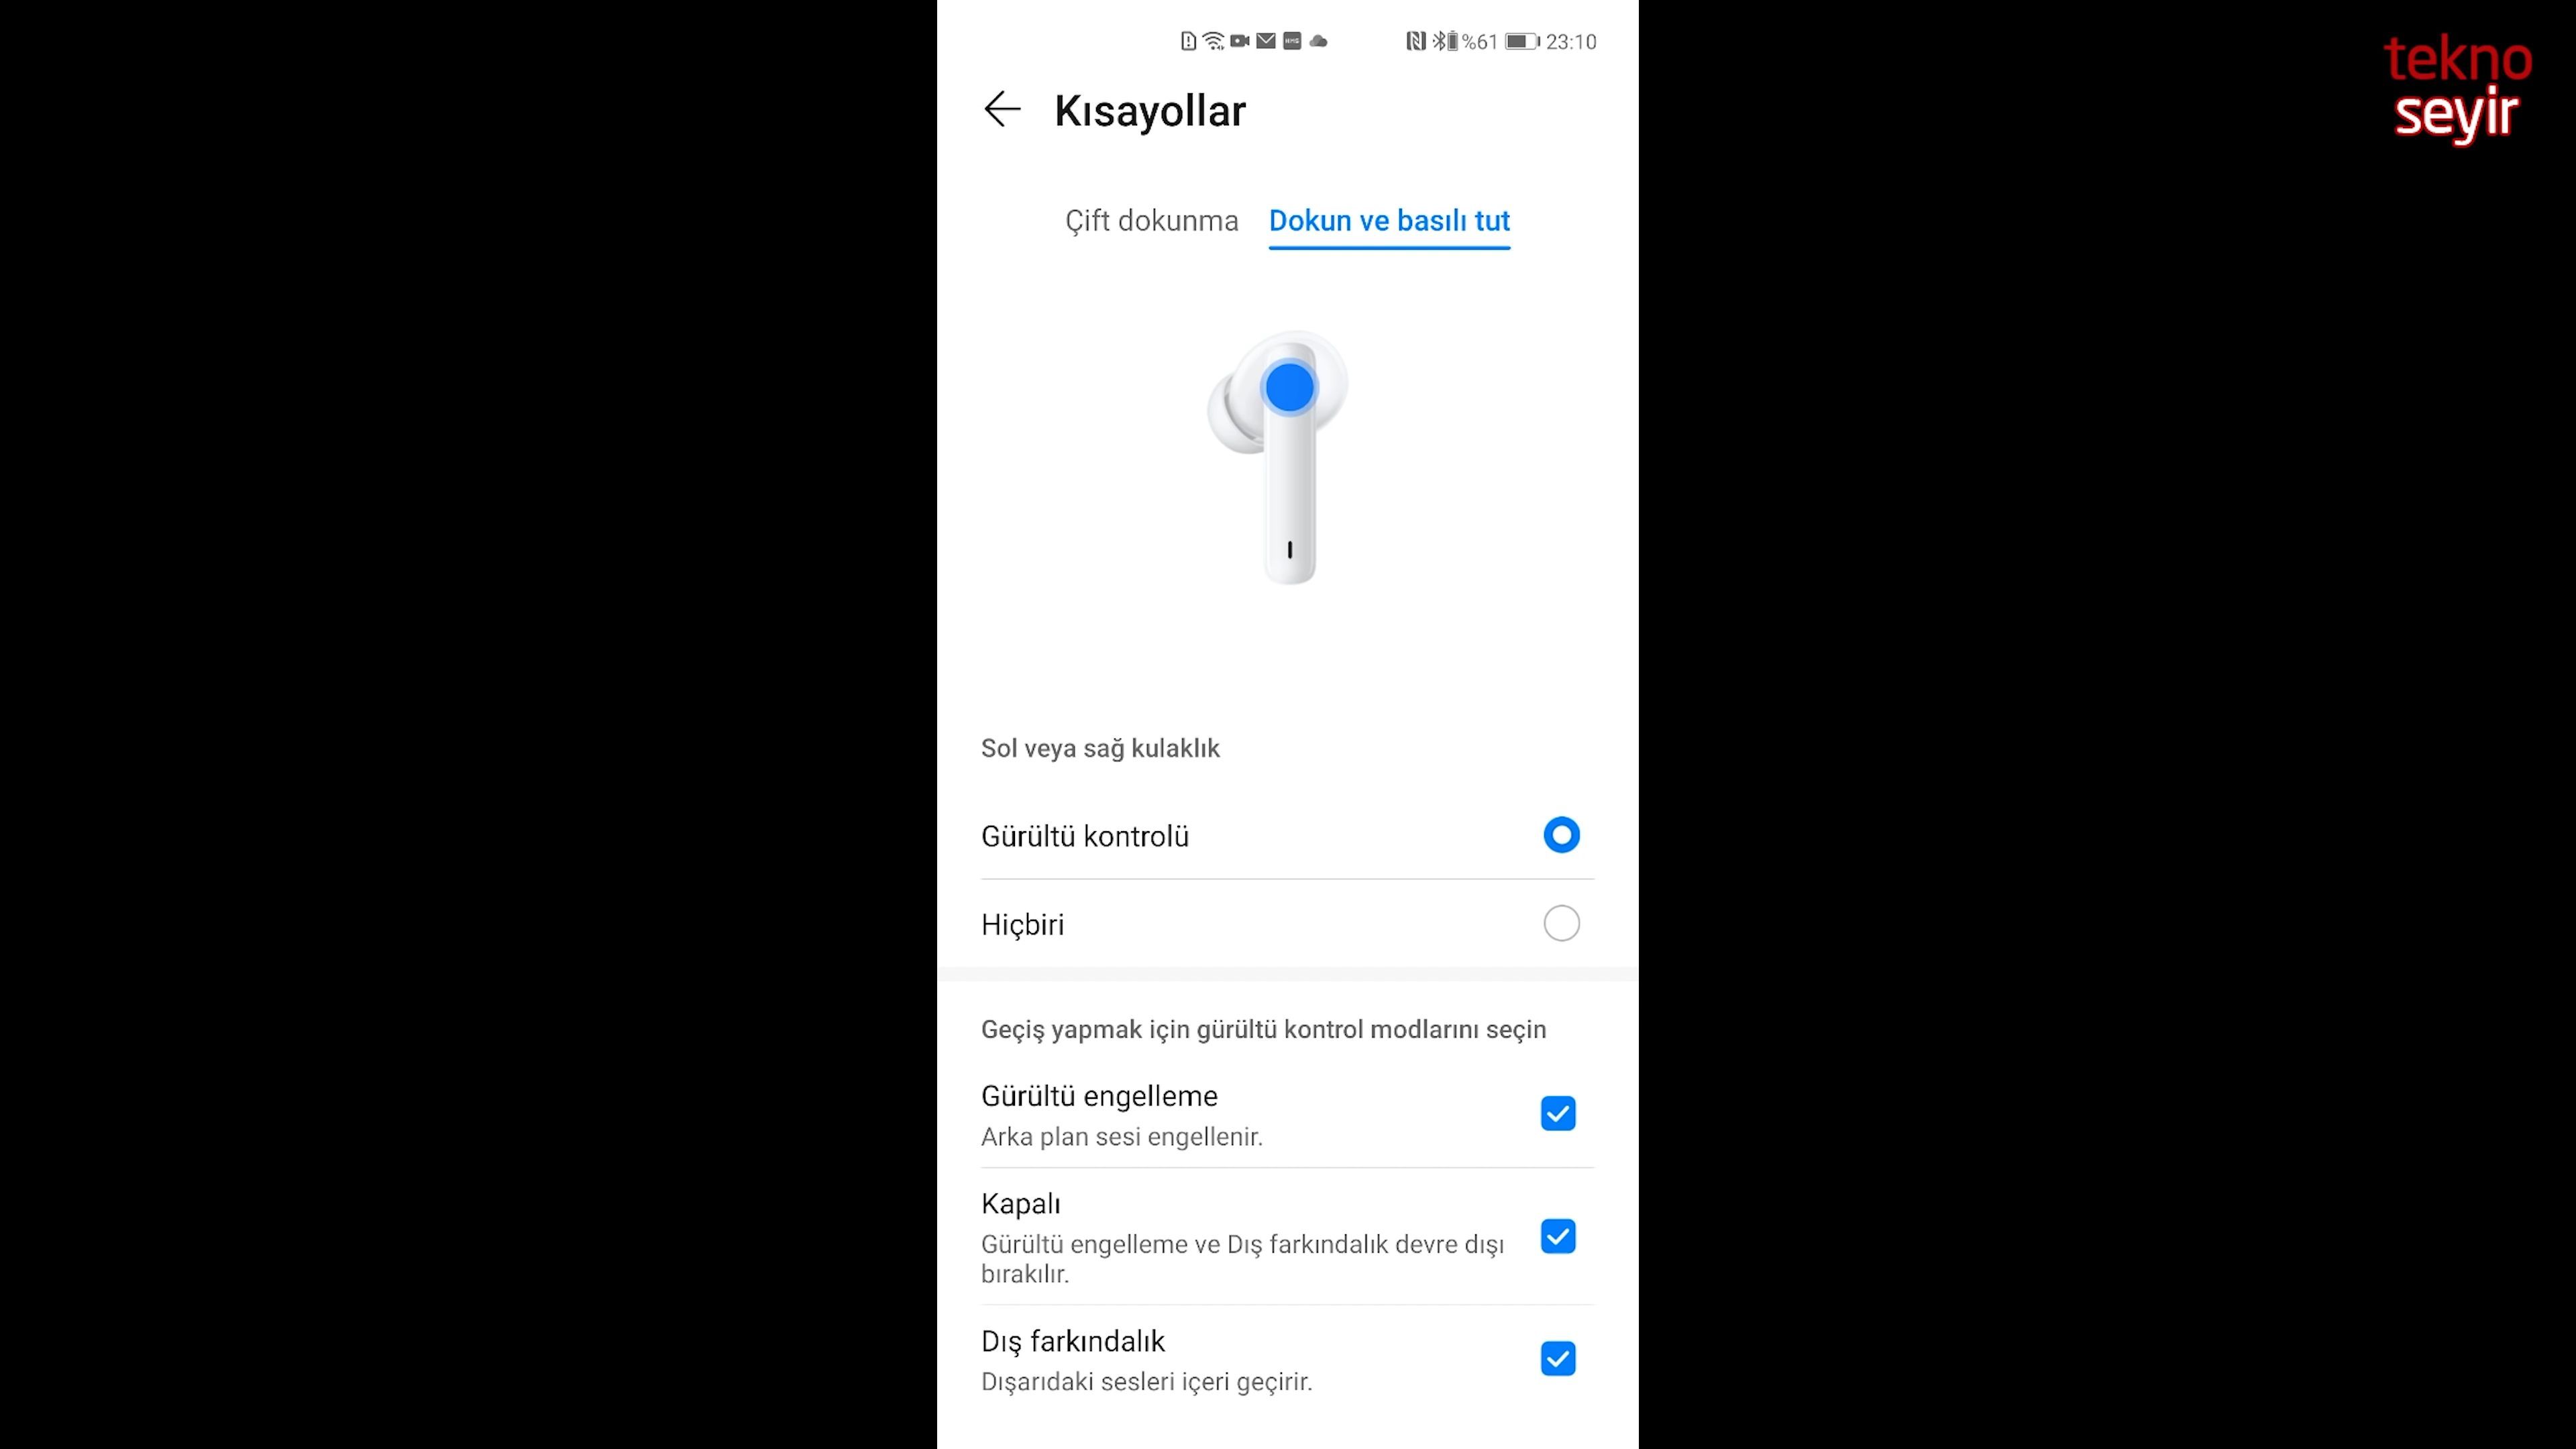 %61 23:10
tekno
seyir
Kısayollar
Çift dokunma Dokun ve basılı tut
Sol veya sağ kulaklık
Gürültü kontrolü
Hiçbiri
Geçiş yapmak için gürültü kontrol modlarını seçin
Gürültü engelleme
Arka plan sesi engellenir.
Kapalı
Gürültü engelleme ve Dış farkındalık devre dışı
bırakılır.
Dış farkındalık
Dışarıdaki sesleri içeri geçirir.